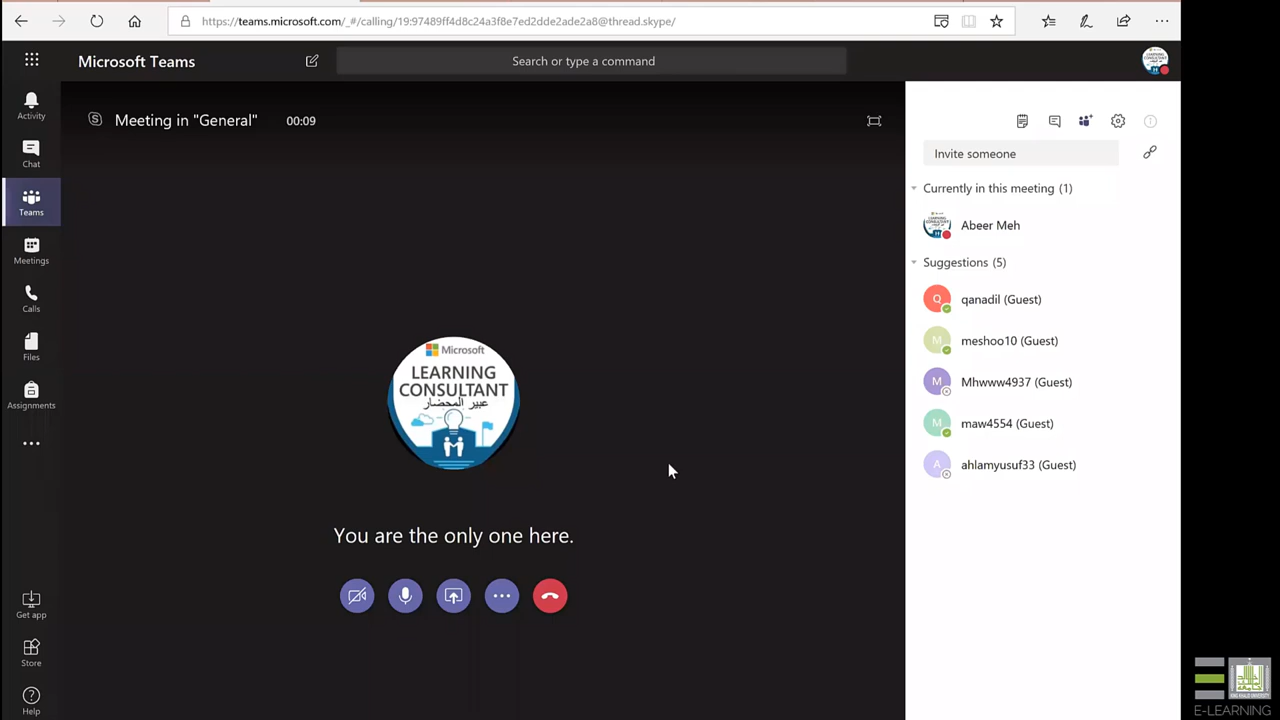 https://teams.microsoft.com/_#/calling/19:97489ff4d8c24a3f8e7ed2dde2ade2a8@thread.skype/
Microsoft Teams
Search or type a command
Activity
Chat
Teams
Meetings
Calls
Files
Assignments
Get app
Store
Help
Meeting in "General"
00:09
Microsoft
LEARNING
CONSULTANT
عبير المحضار
You are the only one here.
Invite someone
Currently in this meeting (1)
Abeer Meh
Suggestions (5)
Q
qanadil (Guest)
M
meshoo10 (Guest)
M
Mhwww4937 (Guest)
M
maw4554 (Guest)
A
ahlamyusuf33 (Guest)
KING KHALID UNIVERSITY
E-LEARNING